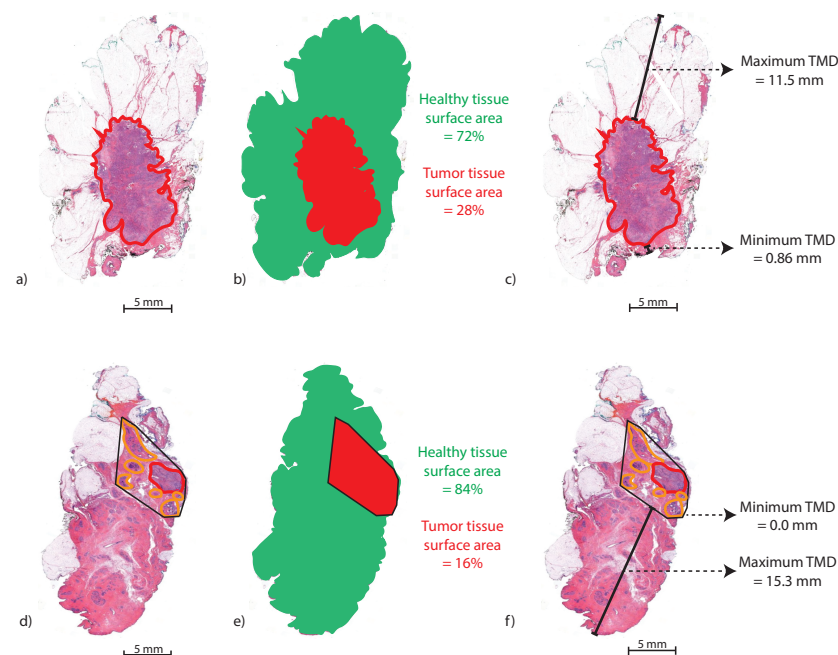 Maximum TMD
= 11.5 mm
Healthy tissue
surface area
= 72%
Tumor tissue
surface area
= 28%
Minimum TMD
= 0.86 mm
a)
b)
c)
5 mm
5 mm
Healthy tissue
surface area
= 84%
Minimum TMD
= 0.0 mm
Tumor tissue
surface area
= 16%
Maximum TMD
= 15.3 mm
d)
e)
f)
5 mm
5 mm